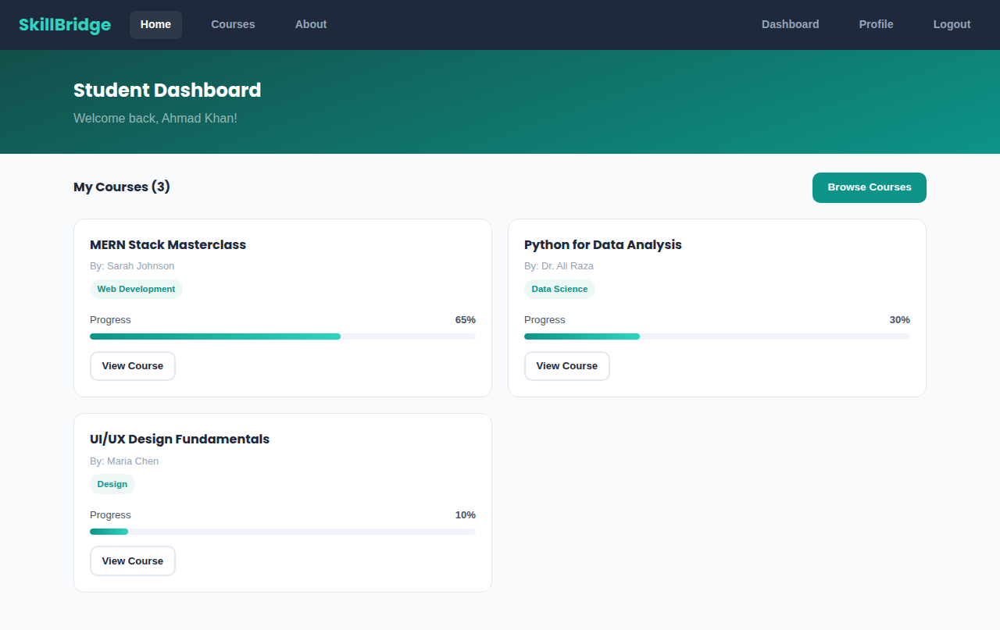 SkillBridge Home Courses About Dashboard Profile Logout
Student Dashboard
Welcome back, Ahmad Khan!
My Courses (3) Browse Courses
MERN Stack Masterclass
By: Sarah Johnson
Web Development
Progress 65%
View Course
Python for Data Analysis
By: Dr. Ali Raza
Data Science
Progress 30%
View Course
UI/UX Design Fundamentals
By: Maria Chen
Design
Progress 10%
View Course